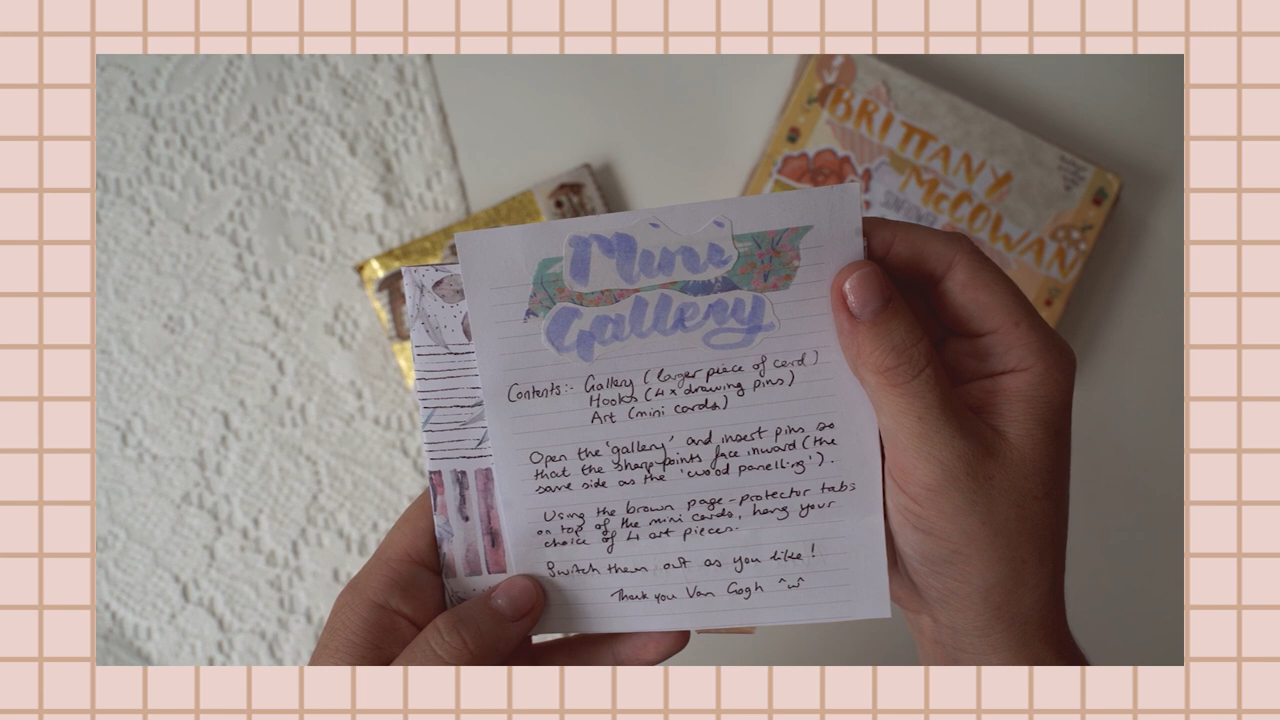 BRITTANY
McCOWAN
Mini
Gallery
Contents:- Gallery (larger piece of card)
Hooks (4x drawing pins)
Art (mini cards)
Open the 'gallery' and insert pins so
that the sharp points face inward (the
same side as the 'wood panelling').
Using the brown page-protector tabs
on top of the mini cards, hang your
choice of 4 art pieces.
Switch them out as you like!
Thank you Van Gogh ^w^